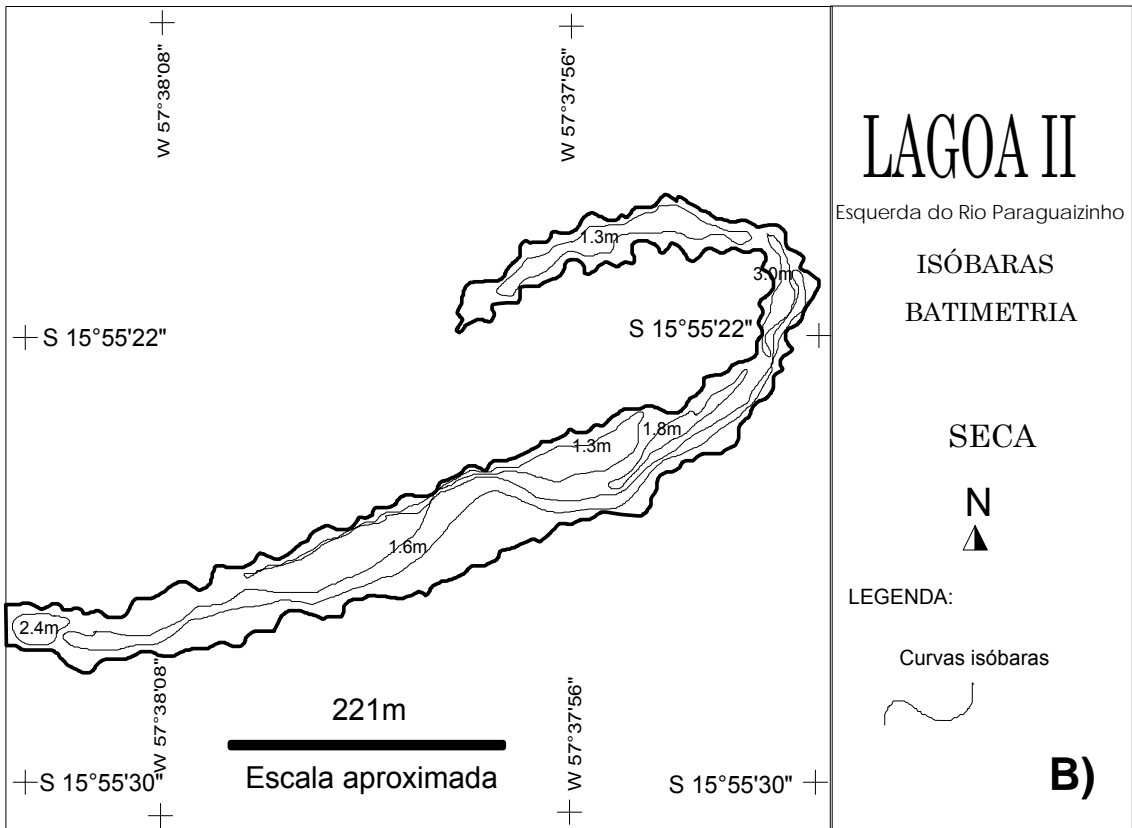 W 57°38'08"
W 57°37'56"
1.3m
3.0m
S 15°55'22"
S 15°55'22"
1.8m
1.3m
1.6m
2.4m
W 57°38'08"
W 57°37'56"
221m
Escala aproximada
S 15°55'30"
S 15°55'30"
LAGOA II
Esquerda do Rio Paraguaizinho
ISÓBARAS
BATIMETRIA
SECA
N
LEGENDA:
Curvas isóbaras
B)